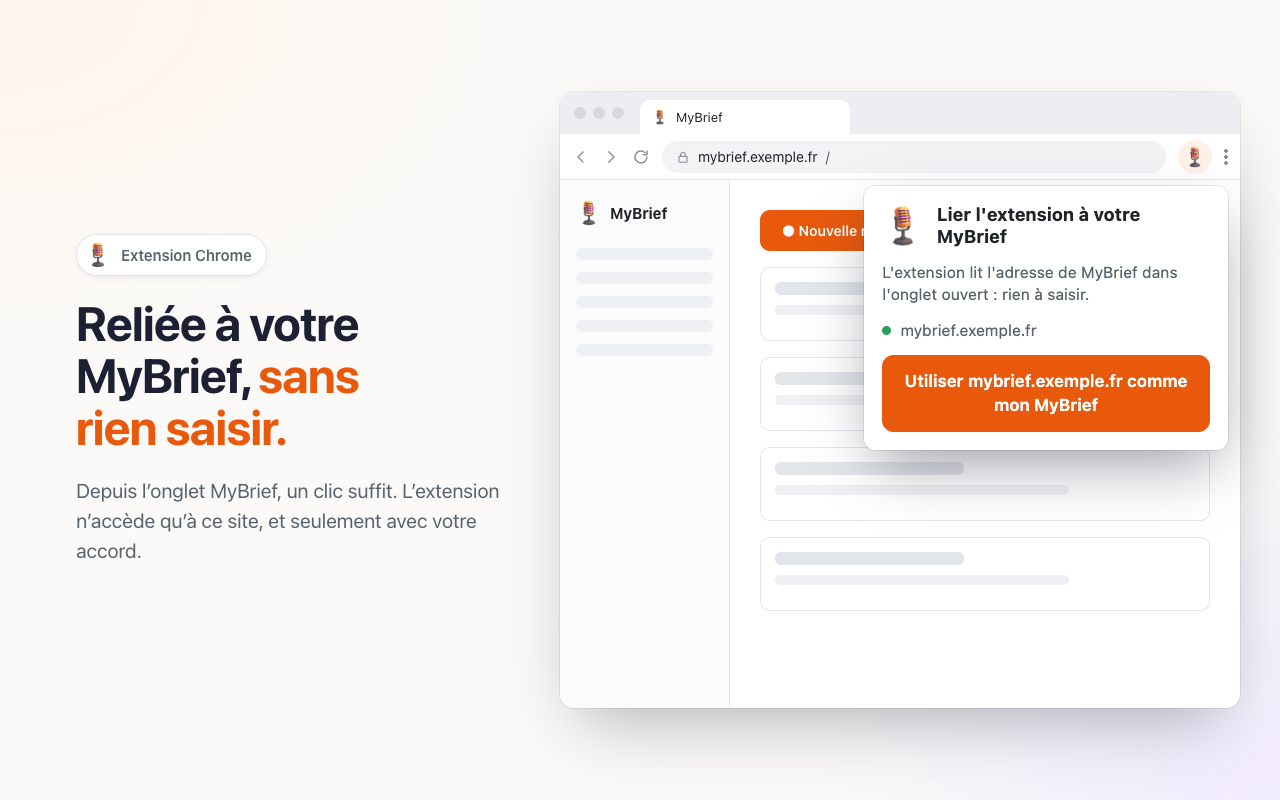 Extension Chrome
Reliée à votre
MyBrief, sans
rien saisir.
Depuis l’onglet MyBrief, un clic suffit. L’extension
n’accède qu’à ce site, et seulement avec votre
accord.
MyBrief
mybrief.exemple.fr /
MyBrief
Nouvelle
Lier l'extension à votre
MyBrief
L'extension lit l'adresse de MyBrief dans
l'onglet ouvert : rien à saisir.
mybrief.exemple.fr
Utiliser mybrief.exemple.fr comme
mon MyBrief